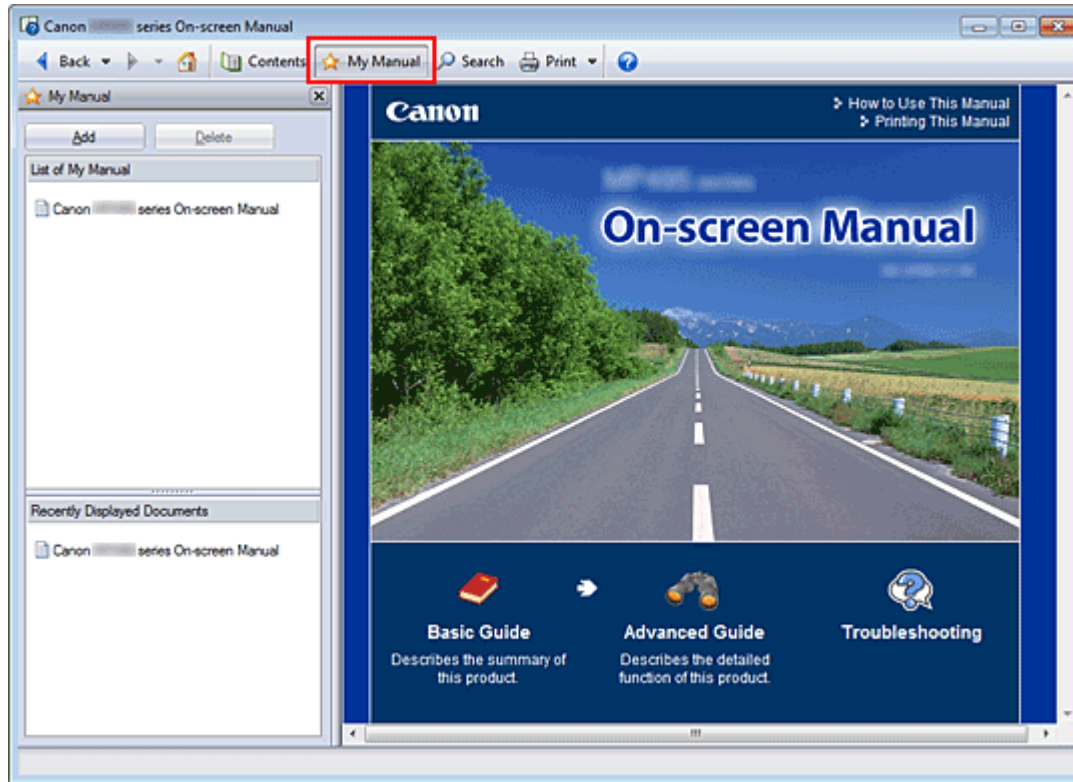 Canon series On-screen Manual
Back Contents My Manual Search Print
My Manual
Add Delete
List of My Manual
Canon series On-screen Manual
Recently Displayed Documents
Canon series On-screen Manual
Canon
How to Use This Manual
Printing This Manual
series
On-screen Manual
Basic Guide
Describes the summary of
this product.
Advanced Guide
Describes the detailed
function of this product.
Troubleshooting